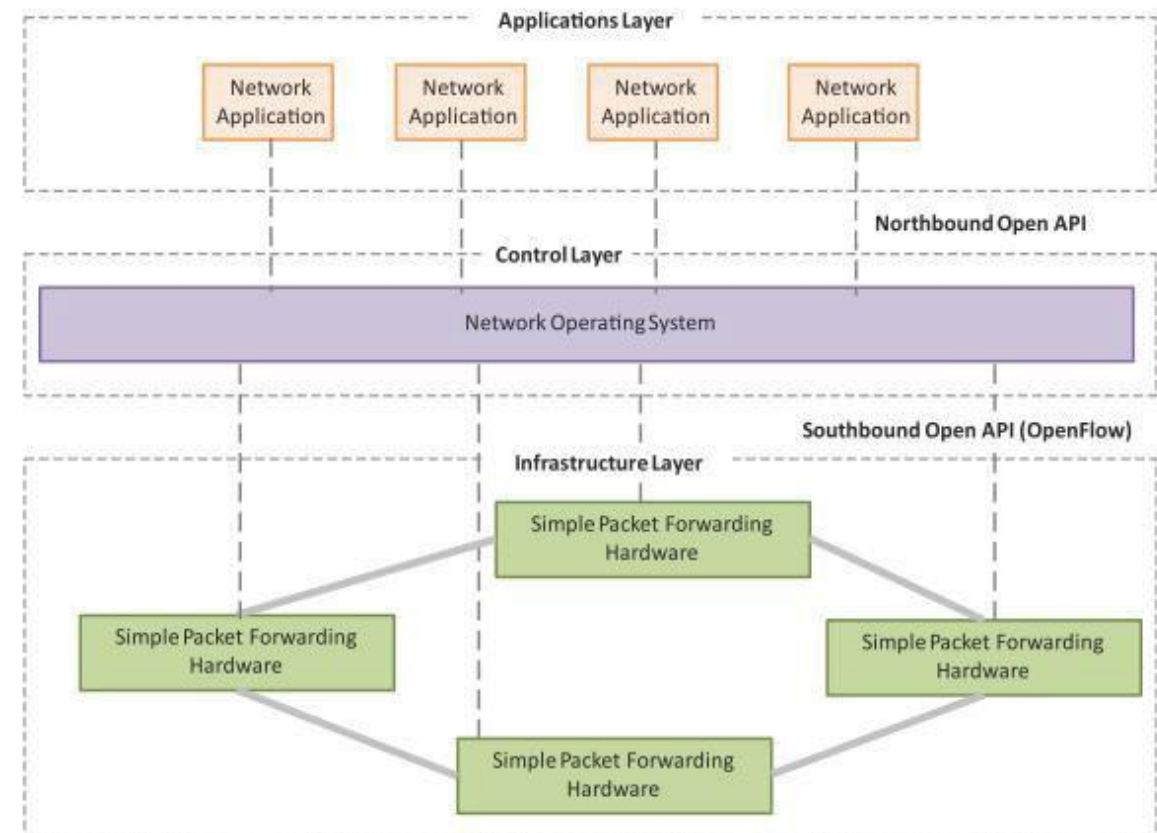 Applications Layer
Network
Application
Network
Application
Network
Application
Network
Application
Northbound Open API
Control Layer
Network Operating System
Southbound Open API (OpenFlow)
Infrastructure Layer
Simple Packet Forwarding
Hardware
Simple Packet Forwarding
Hardware
Simple Packet Forwarding
Hardware
Simple Packet Forwarding
Hardware